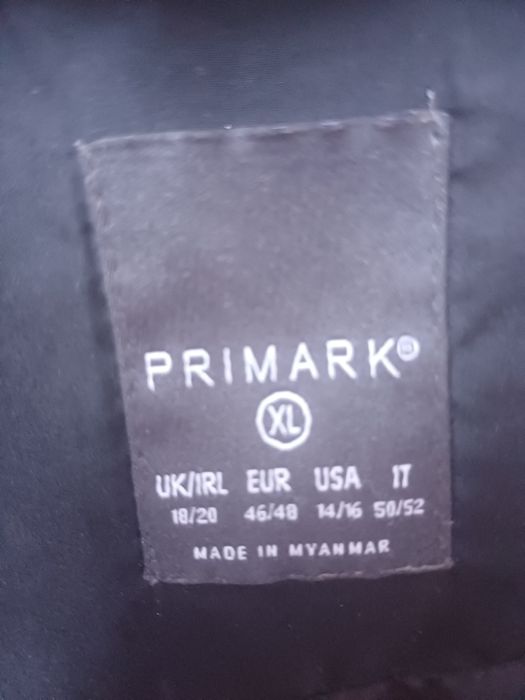 PRIMARK®
XL
UK/IRL EUR USA IT
18/20 46/48 14/16 50/52
MADE IN MYANMAR